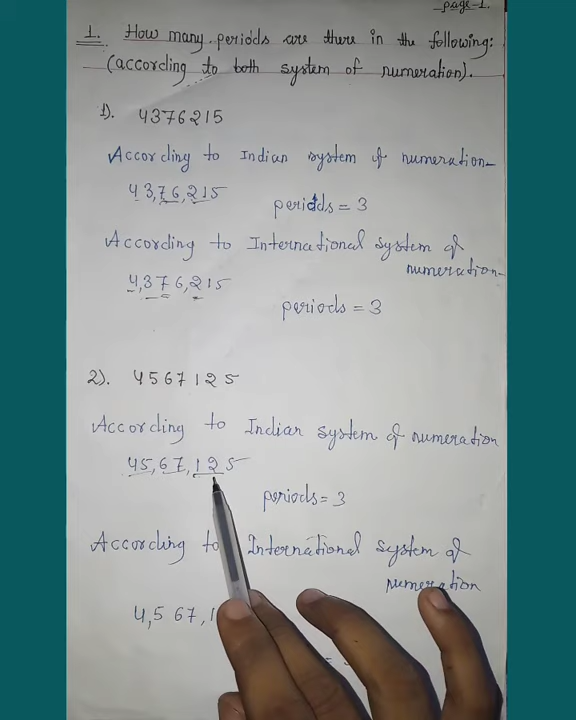 page-1.
1. How many periods are there in the following:
(according to both system of numeration).
1). 4376215
According to Indian system of numeration-
43,76,215
periods = 3
According to International system of
numeration-
4,376,215
periods = 3
2). 4567125
According to Indian system of numeration
45,67,125
periods = 3
According to International system of
numeration
4,567,1